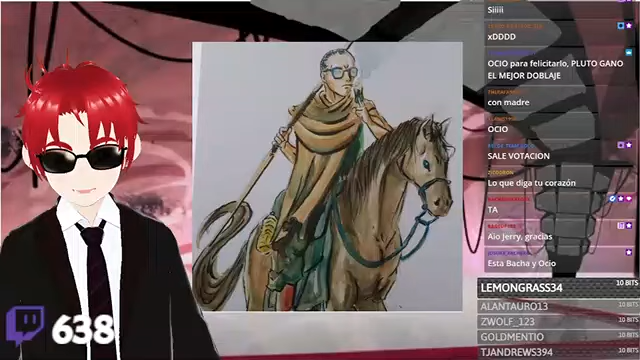 Siiii
xDDDD
OCIO para felicitarlo, PLUTO GANO
EL MEJOR DOBLAJE
con madre
OCIO
SALE VOTACION
Lo que diga tu corazón
TA
Aio Jerry, gracias
Esta Bacha y Ocio
LEMONGRASS34 10 BITS
ALANTAURO13 10 BITS
ZWOLF_123 10 BITS
GOLDMENTIO 10 BITS
TJANDREWS394 10 BITS
638